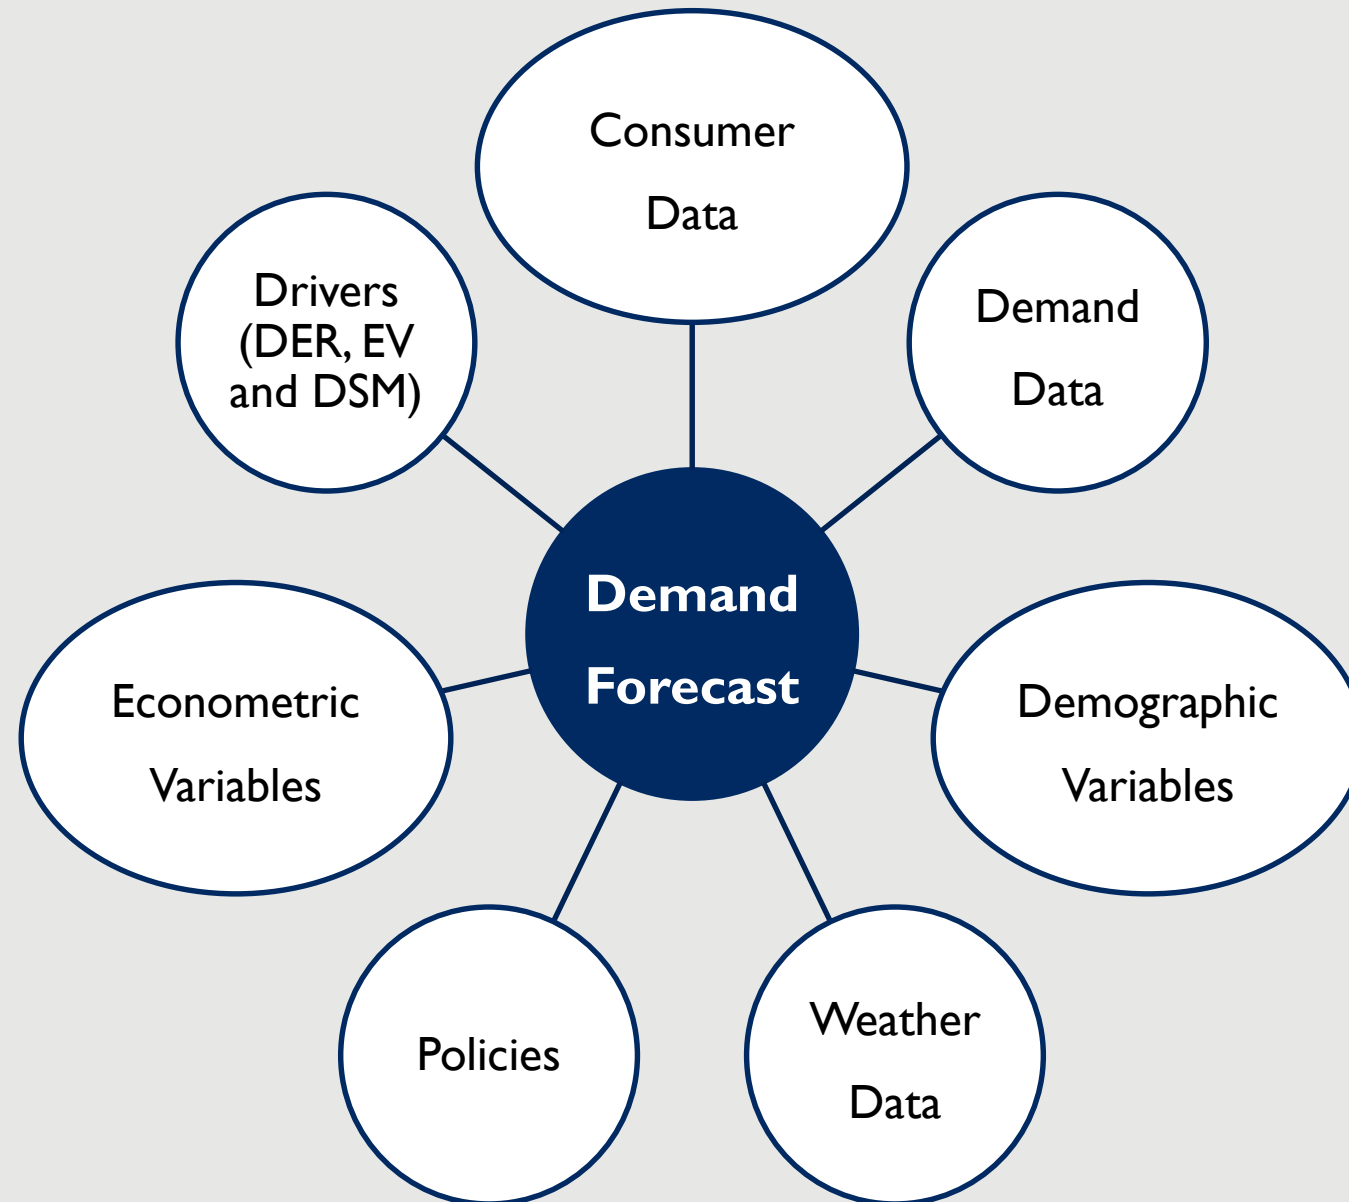 Consumer
Data
Drivers
(DER, EV
and DSM)
Demand
Data
Demand
Forecast
Econometric
Variables
Demographic
Variables
Policies
Weather
Data